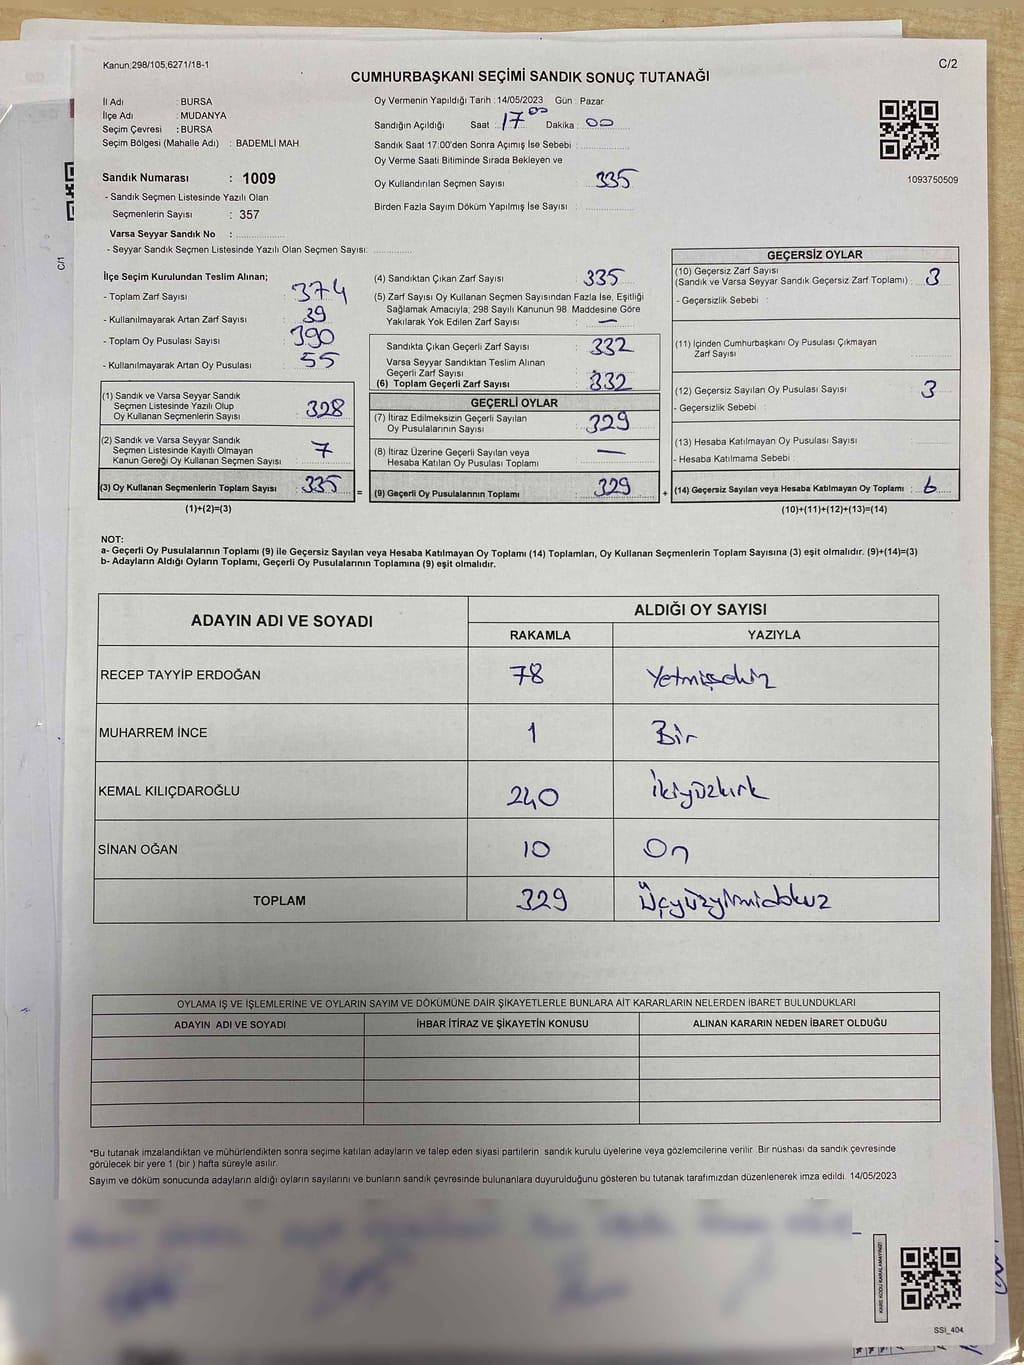 Kanun;298/105,6271/18-1
C/2
CUMHURBAŞKANI SEÇİMİ SANDIK SONUÇ TUTANAĞI
İl Adı : BURSA
İlçe Adı : MUDANYA
Seçim Çevresi : BURSA
Seçim Bölgesi (Mahalle Adı) : BADEMLİ MAH
Sandık Numarası : 1009
- Sandık Seçmen Listesinde Yazılı Olan
Seçmenlerin Sayısı : 357
Varsa Seyyar Sandık No :
- Seyyar Sandık Seçmen Listesinde Yazılı Olan Seçmen Sayısı:
Oy Vermenin Yapıldığı Tarih : 14/05/2023 Gün : Pazar
Sandığın Açıldığı Saat : 17 00 Dakika : 00
Sandık Saat 17:00'den Sonra Açımış İse Sebebi :
Oy Verme Saati Bitiminde Sırada Bekleyen ve
Oy Kullandırılan Seçmen Sayısı : 335
Birden Fazla Sayım Döküm Yapılmış İse Sayısı :
1093750509
C/1
İlçe Seçim Kurulundan Teslim Alınan;
- Toplam Zarf Sayısı : 374
- Kullanılmayarak Artan Zarf Sayısı : 39
- Toplam Oy Pusulası Sayısı : 390
- Kullanılmayarak Artan Oy Pusulası : 55
(1) Sandık ve Varsa Seyyar Sandık
Seçmen Listesinde Yazılı Olup
Oy Kullanan Seçmenlerin Sayısı : 328
(2) Sandık ve Varsa Seyyar Sandık
Seçmen Listesinde Kayıtlı Olmayan
Kanun Gereği Oy Kullanan Seçmen Sayısı : 7
(3) Oy Kullanan Seçmenlerin Toplam Sayısı : 335
(1)+(2)=(3)
(4) Sandıktan Çıkan Zarf Sayısı : 335
(5) Zarf Sayısı Oy Kullanan Seçmen Sayısından Fazla İse, Eşitliği
Sağlamak Amacıyla; 298 Sayılı Kanunun 98 Maddesine Göre
Yakılarak Yok Edilen Zarf Sayısı : —
Sandıkta Çıkan Geçerli Zarf Sayısı : 332
Varsa Seyyar Sandıktan Teslim Alınan
Geçerli Zarf Sayısı :
(6) Toplam Geçerli Zarf Sayısı : 332
GEÇERLİ OYLAR
(7) İtiraz Edilmeksizin Geçerli Sayılan
Oy Pusulalarının Sayısı : 329
(8) İtiraz Üzerine Geçerli Sayılan veya
Hesaba Katılan Oy Pusulası Toplamı : —
= (9) Geçerli Oy Pusulalarının Toplamı : 329
GEÇERSİZ OYLAR
(10) Geçersiz Zarf Sayısı
(Sandık ve Varsa Seyyar Sandık Geçersiz Zarf Toplamı) : 3
- Geçersizlik Sebebi :
(11) İçinden Cumhurbaşkanı Oy Pusulası Çıkmayan
Zarf Sayısı :
(12) Geçersiz Sayılan Oy Pusulası Sayısı : 3
- Geçersizlik Sebebi :
(13) Hesaba Katılmayan Oy Pusulası Sayısı :
- Hesaba Katılmama Sebebi :
+ (14) Geçersiz Sayılan veya Hesaba Katılmayan Oy Toplamı : 6
(10)+(11)+(12)+(13)=(14)
NOT:
a- Geçerli Oy Pusulalarının Toplamı (9) ile Geçersiz Sayılan veya Hesaba Katılmayan Oy Toplamı (14) Toplamları, Oy Kullanan Seçmenlerin Toplam Sayısına (3) eşit olmalıdır. (9)+(14)=(3)
b- Adayların Aldığı Oyların Toplamı, Geçerli Oy Pusulalarının Toplamına (9) eşit olmalıdır.
ADAYIN ADI VE SOYADI ALDIĞI OY SAYISI
RAKAMLA YAZIYLA
RECEP TAYYİP ERDOĞAN 78 Yetmişsekiz
MUHARREM İNCE 1 Bir
KEMAL KILIÇDAROĞLU 240 İkiyüzkırk
SİNAN OĞAN 10 On
TOPLAM 329 Üçyüzyirmidokuz
OYLAMA İŞ VE İŞLEMLERİNE VE OYLARIN SAYIM VE DÖKÜMÜNE DAİR ŞİKAYETLERLE BUNLARA AİT KARARLARIN NELERDEN İBARET BULUNDUKLARI
ADAYIN ADI VE SOYADI İHBAR İTİRAZ VE ŞİKAYETİN KONUSU ALINAN KARARIN NEDEN İBARET OLDUĞU
*Bu tutanak imzalandıktan ve mühürlendikten sonra seçime katılan adayların ve talep eden siyasi partilerin sandık kurulu üyelerine veya gözlemcilerine verilir. Bir nüshası da sandık çevresinde
görülecek bir yere 1 (bir ) hafta süreyle asılır.
Sayım ve döküm sonucunda adayların aldığı oyların sayılarını ve bunların sandık çevresinde bulunanlara duyurulduğunu gösteren bu tutanak tarafımızdan düzenlenerek imza edildi. 14/05/2023
KARE KODU KARALAMAYINIZ!
SSI_404